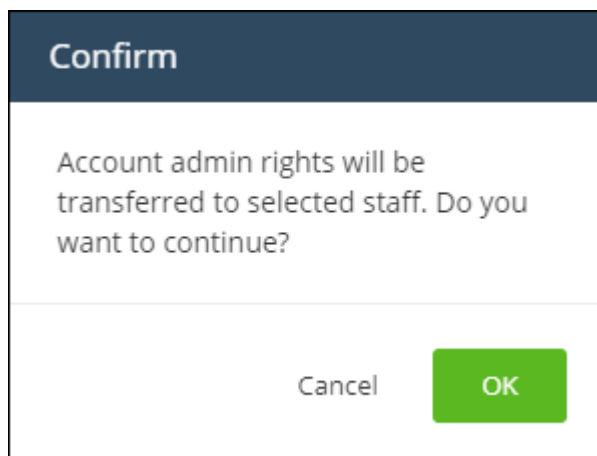 Confirm
Account admin rights will be
transferred to selected staff. Do you
want to continue?
Cancel
OK